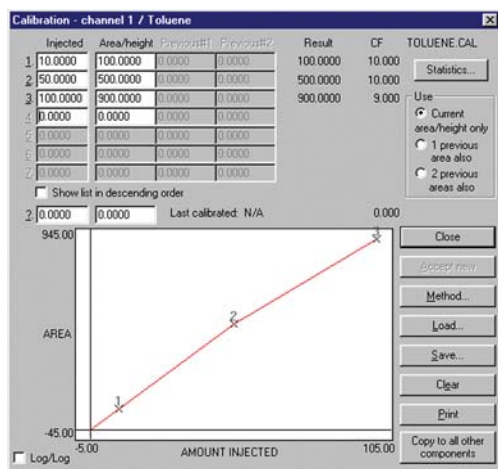 Calibration - channel 1 / Toluene
Injected Area/height Previous#1 Previous#2 Result CF TOLUENE.CAL
1: 10.0000 100.0000 0.0000 0.0000 100.0000 10.000
2: 50.0000 500.0000 0.0000 0.0000 500.0000 10.000
3: 100.0000 900.0000 0.0000 0.0000 900.0000 9.000
4: 0.0000 0.0000 0.0000 0.0000
5: 0.0000 0.0000 0.0000 0.0000
6: 0.0000 0.0000 0.0000 0.0000
7: 0.0000 0.0000 0.0000 0.0000
Statistics...
Use
Current
area/height only
1 previous
area also
2 previous
areas also
Show list in descending order
?: 0.0000 0.0000 Last calibrated: N/A 0.000
945.00
AREA
-45.00
1
2
3
-5.00 AMOUNT INJECTED 105.00
Log/Log
Close
Accept new
Method...
Load...
Save...
Clear
Print
Copy to all other
components